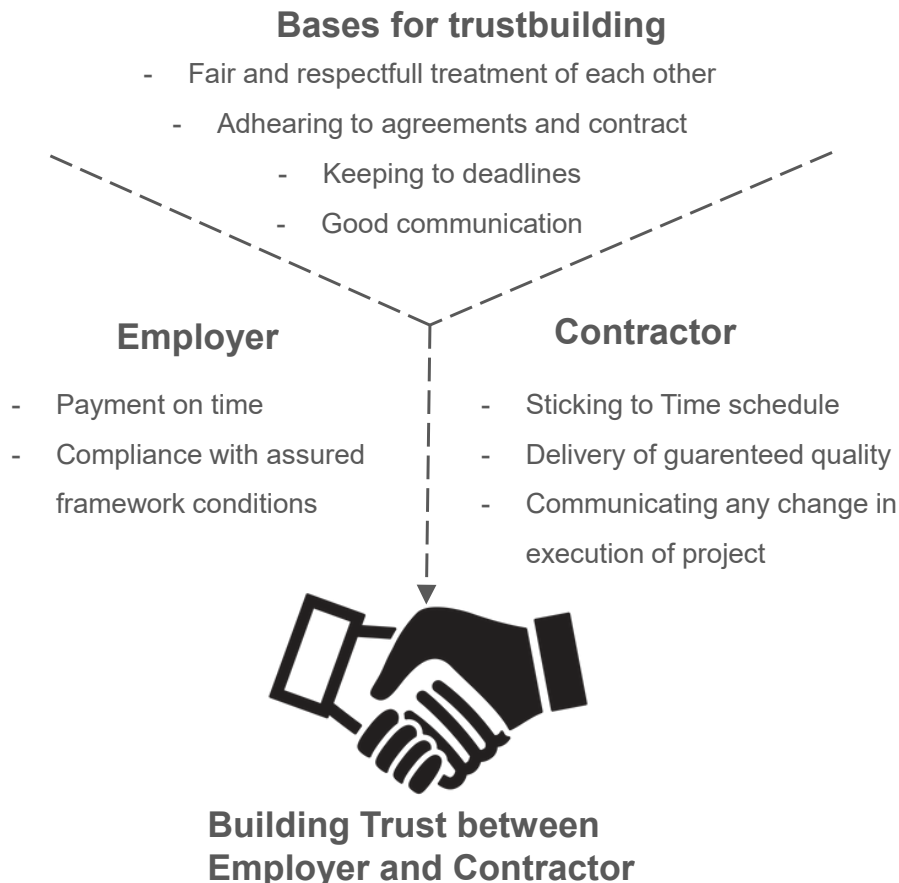 Bases for trustbuilding
- Fair and respectfull treatment of each other
- Adhearing to agreements and contract
- Keeping to deadlines
- Good communication
Employer
- Payment on time
- Compliance with assured
framework conditions
Contractor
- Sticking to Time schedule
- Delivery of guarenteed quality
- Communicating any change in
execution of project
Building Trust between
Employer and Contractor